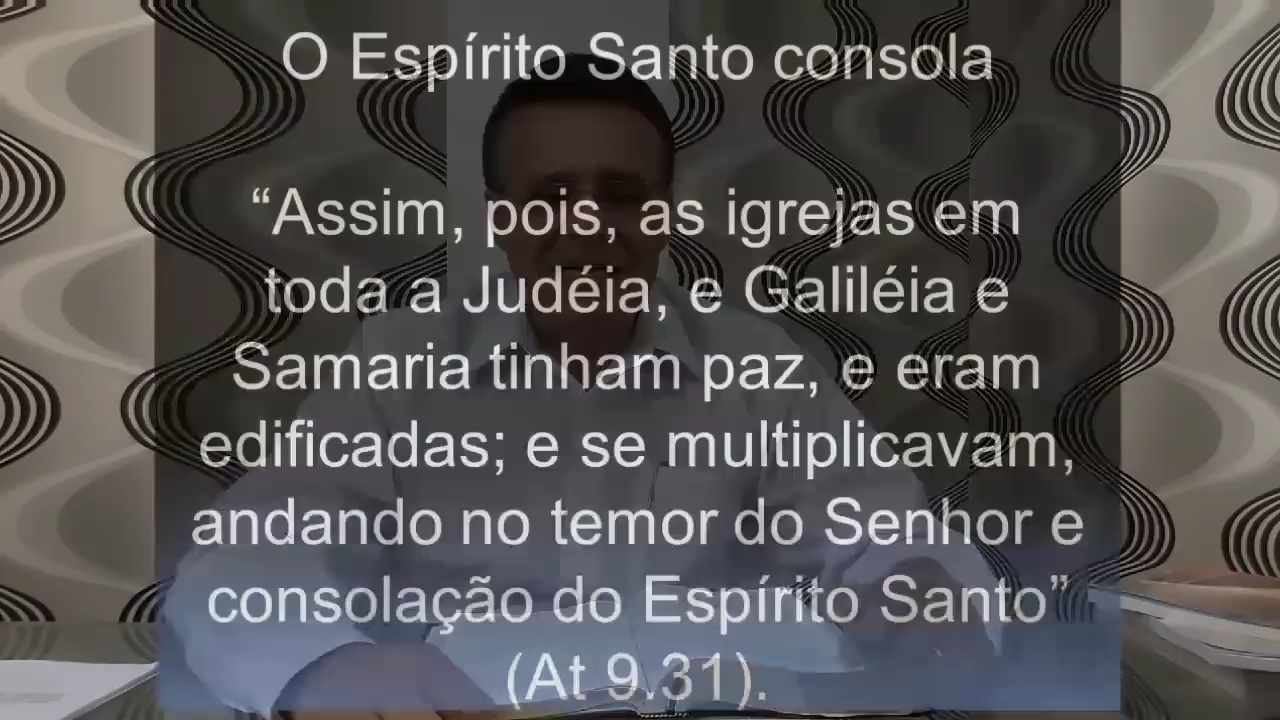 O Espírito Santo consola
“Assim, pois, as igrejas em
toda a Judéia, e Galiléia e
Samaria tinham paz, e eram
edificadas; e se multiplicavam,
andando no temor do Senhor e
consolação do Espírito Santo”
(At 9.31).